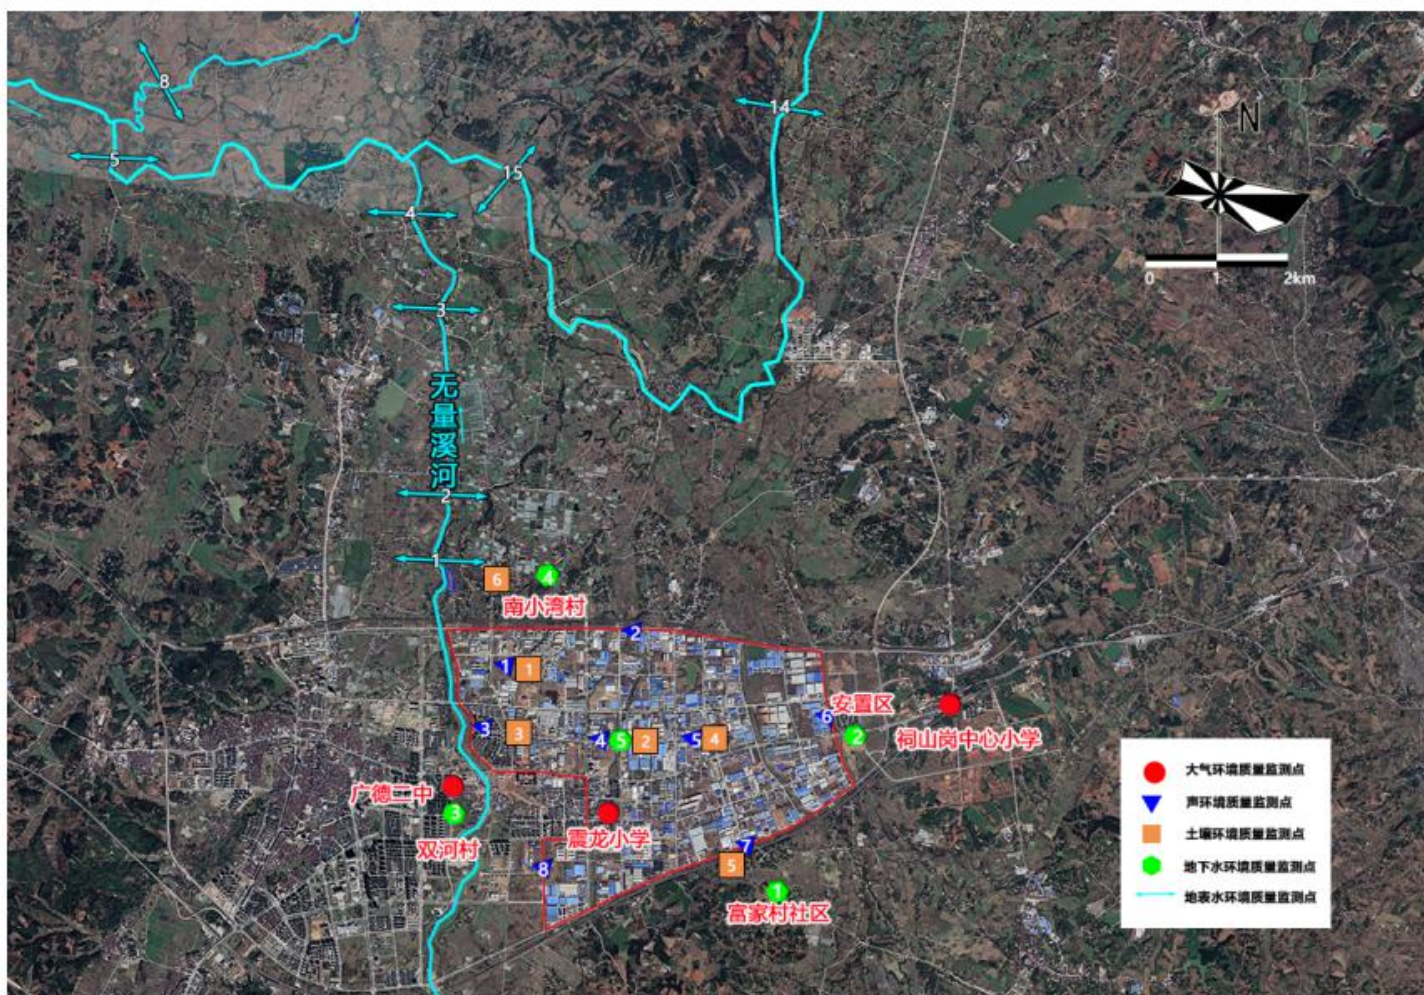 8
14
N
5
15
4
0 1 2km
3
无量溪河
2
1
6
4
南小湾村
2
1
1
安置区
6
3
3
4
5
2
5
4
2
祠山岗中心小学
广德二中
3
震龙小学
双河村
7
8
5
1
富家村社区
大气环境质量监测点
声环境质量监测点
土壤环境质量监测点
地下水环境质量监测点
地表水环境质量监测点